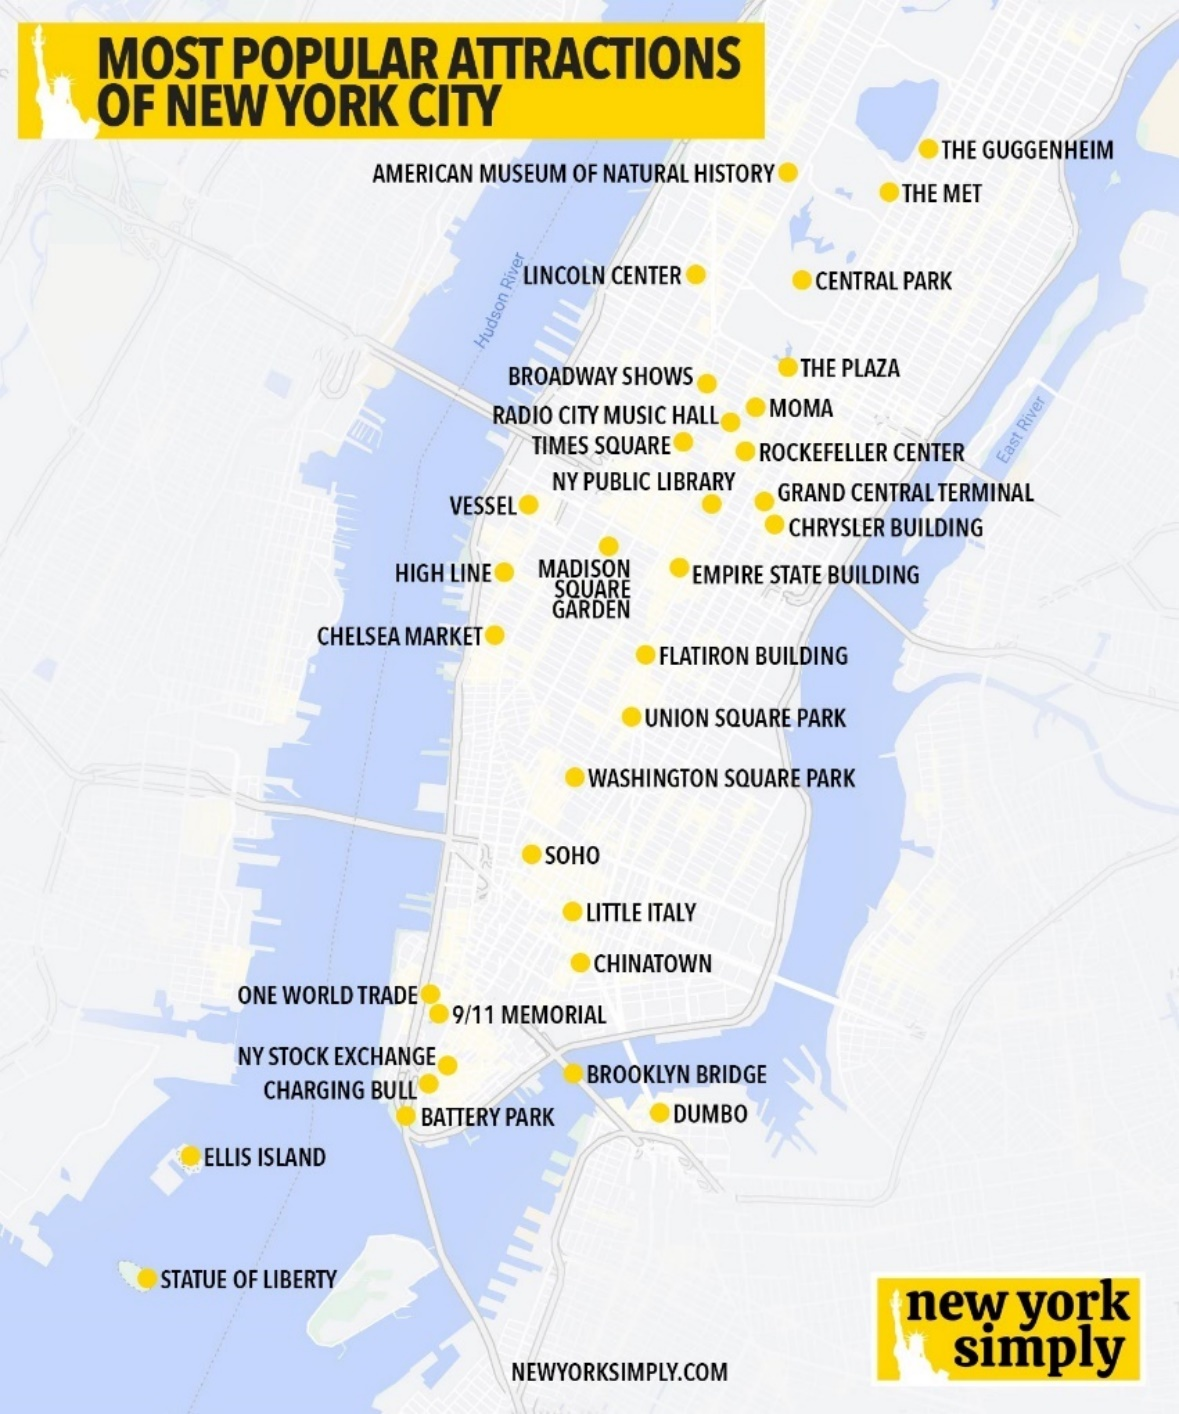 MOST POPULAR ATTRACTIONS
OF NEW YORK CITY
THE GUGGENHEIM
AMERICAN MUSEUM OF NATURAL HISTORY
THE MET
Hudson River
LINCOLN CENTER
CENTRAL PARK
THE PLAZA
BROADWAY SHOWS
MOMA
RADIO CITY MUSIC HALL
East River
TIMES SQUARE
ROCKEFELLER CENTER
NY PUBLIC LIBRARY
GRAND CENTRAL TERMINAL
VESSEL
CHRYSLER BUILDING
HIGH LINE
MADISON
SQUARE
GARDEN
EMPIRE STATE BUILDING
CHELSEA MARKET
FLATIRON BUILDING
UNION SQUARE PARK
WASHINGTON SQUARE PARK
SOHO
LITTLE ITALY
CHINATOWN
ONE WORLD TRADE
9/11 MEMORIAL
NY STOCK EXCHANGE
BROOKLYN BRIDGE
CHARGING BULL
DUMBO
BATTERY PARK
ELLIS ISLAND
STATUE OF LIBERTY
new york
simply
NEWYORKSIMPLY.COM